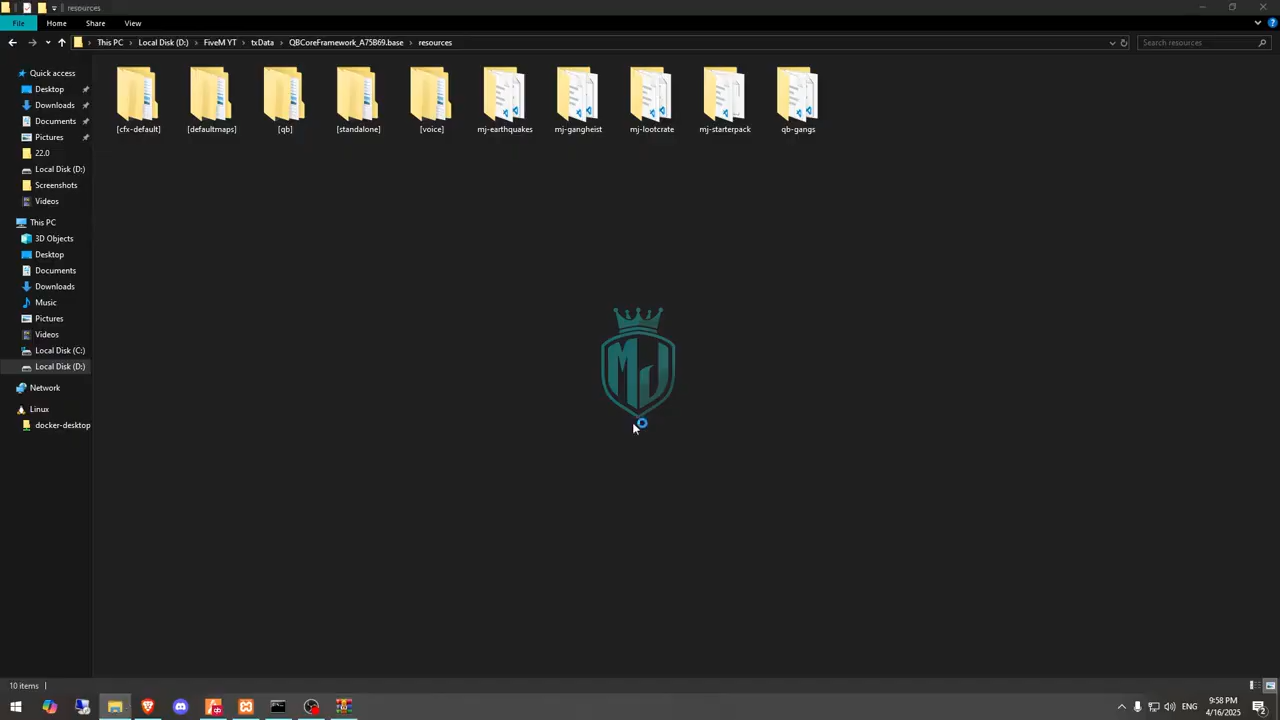 resources
File Home Share View
This PC Local Disk (D:) FiveM YT txData QBCoreFramework_A75B69.base resources
Search resources
Quick access
Desktop
Downloads
Documents
Pictures
22.0
Local Disk (D:)
Screenshots
Videos
This PC
3D Objects
Desktop
Documents
Downloads
Music
Pictures
Videos
Local Disk (C:)
Local Disk (D:)
Network
Linux
docker-desktop
[cfx-default] [defaultmaps] [qb] [standalone] [voice] mj-earthquakes mj-gangheist mj-lootcrate mj-starterpack qb-gangs
MJ
10 items
ENG
9:58 PM
4/16/2025
2